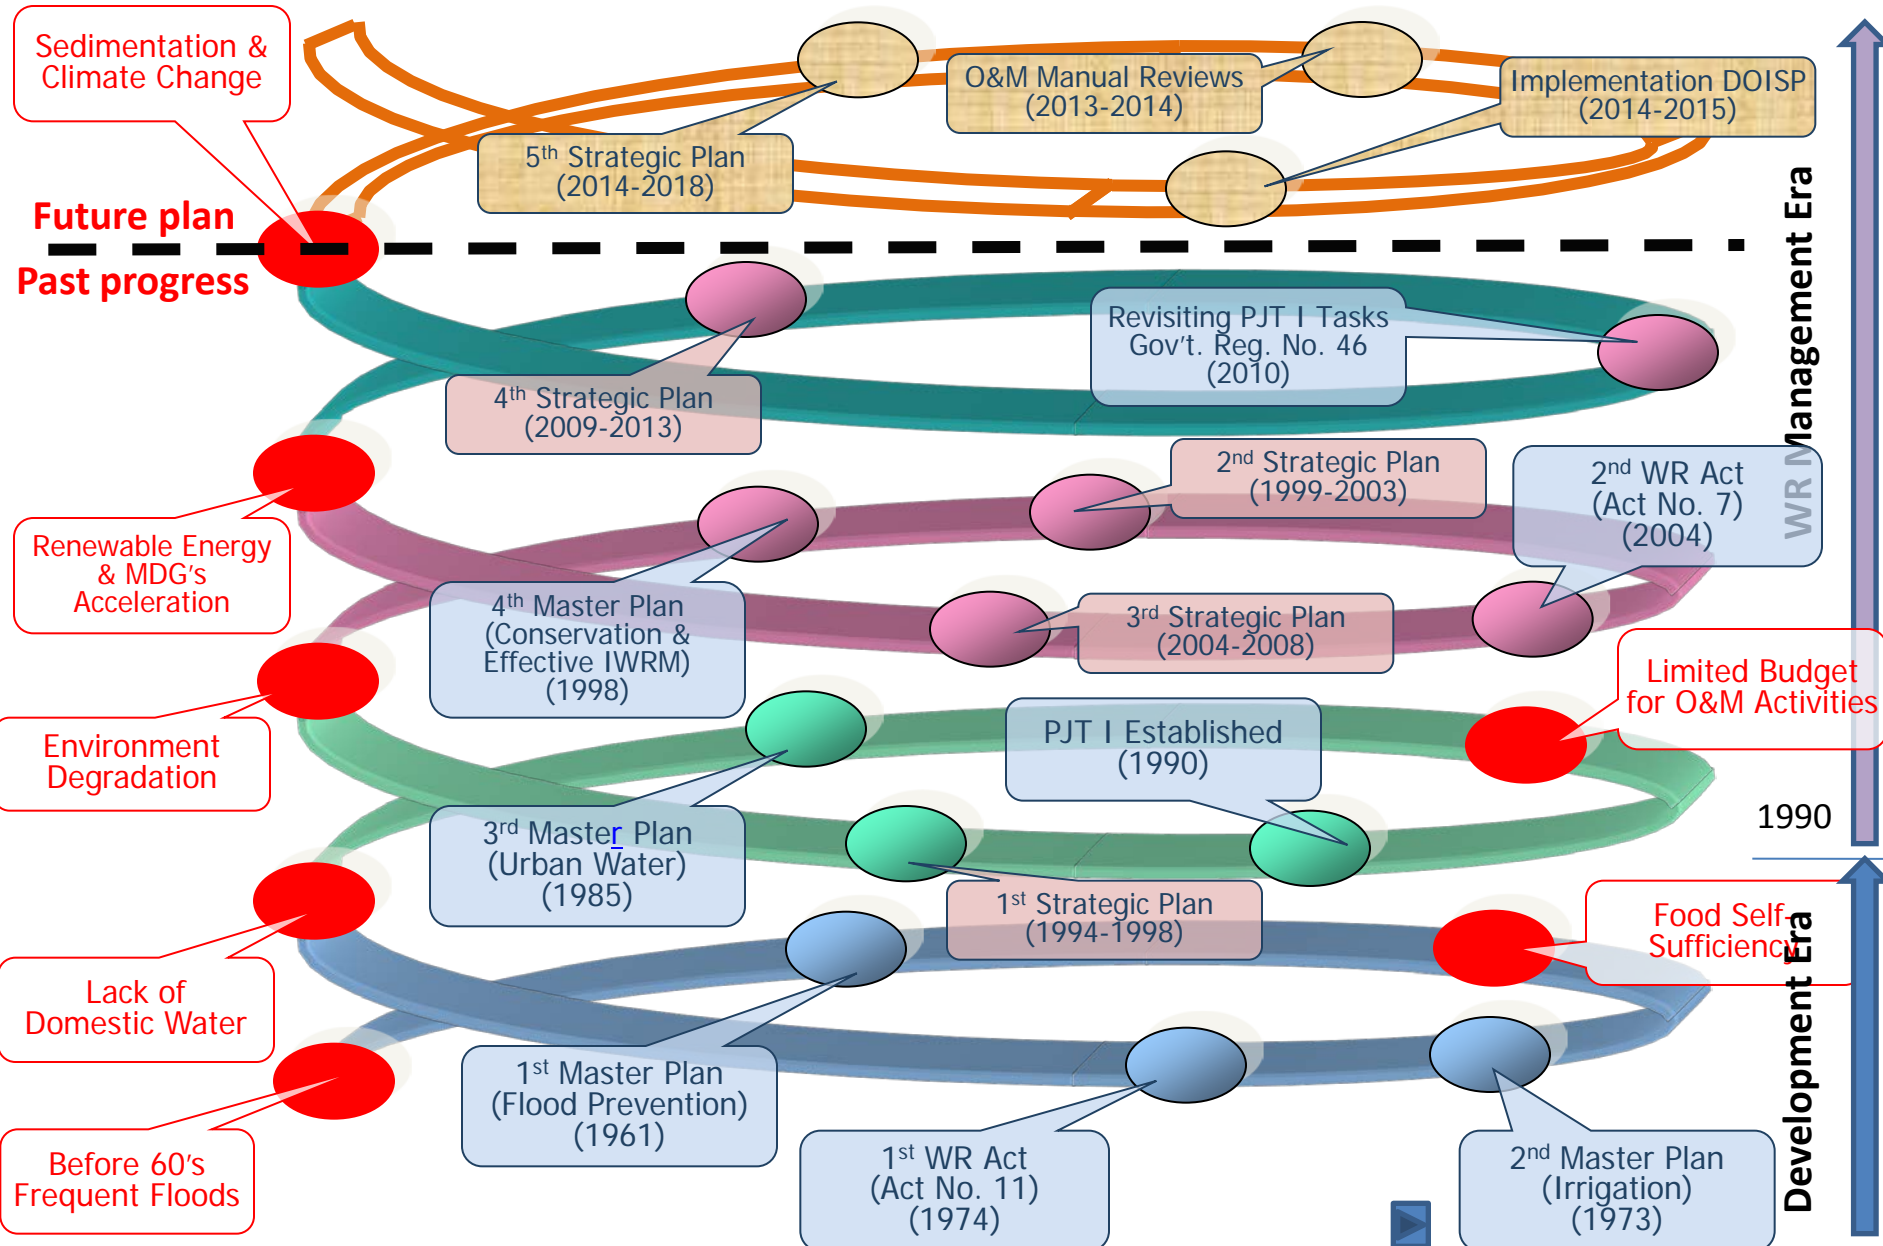 Sedimentation &
Climate Change
O&M Manual Reviews
(2013-2014)
Implementation DOISP
(2014-2015)
5th Strategic Plan
(2014-2018)
Future plan
Past progress
WR Management Era
Revisiting PJT I Tasks
Gov't. Reg. No. 46
(2010)
4th Strategic Plan
(2009-2013)
2nd Strategic Plan
(1999-2003)
2nd WR Act
(Act No. 7)
(2004)
Renewable Energy
& MDG's
Acceleration
4th Master Plan
(Conservation &
Effective IWRM)
(1998)
3rd Strategic Plan
(2004-2008)
Limited Budget
for O&M Activities
Environment
Degradation
PJT I Established
(1990)
1990
3rd Master Plan
(Urban Water)
(1985)
1st Strategic Plan
(1994-1998)
Food Self-
Sufficiency
Development Era
Lack of
Domestic Water
1st Master Plan
(Flood Prevention)
(1961)
Before 60's
Frequent Floods
1st WR Act
(Act No. 11)
(1974)
2nd Master Plan
(Irrigation)
(1973)